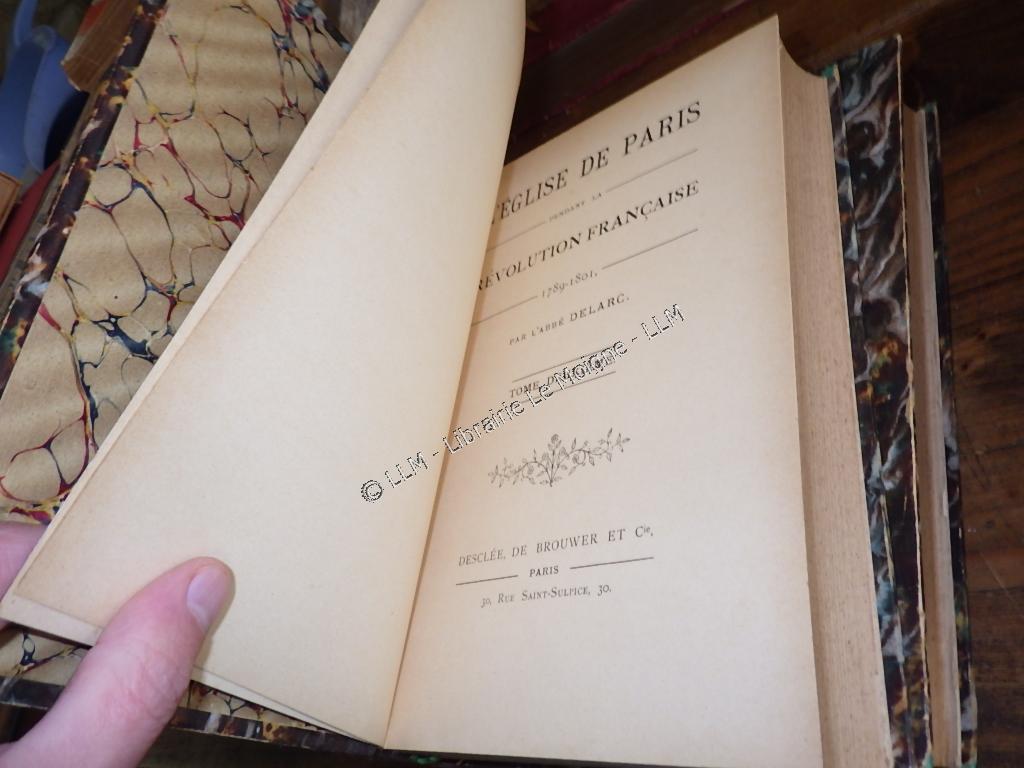 L'ÉGLISE DE PARIS
PENDANT LA
RÉVOLUTION FRANÇAISE
1789-1801,
PAR L'ABBÉ DELARC.
TOME
DESCLÉE, DE BROUWER ET Cie,
PARIS
30, RUE SAINT-SULPICE, 30.
© LLM - Librairie Le Moigne - LLM